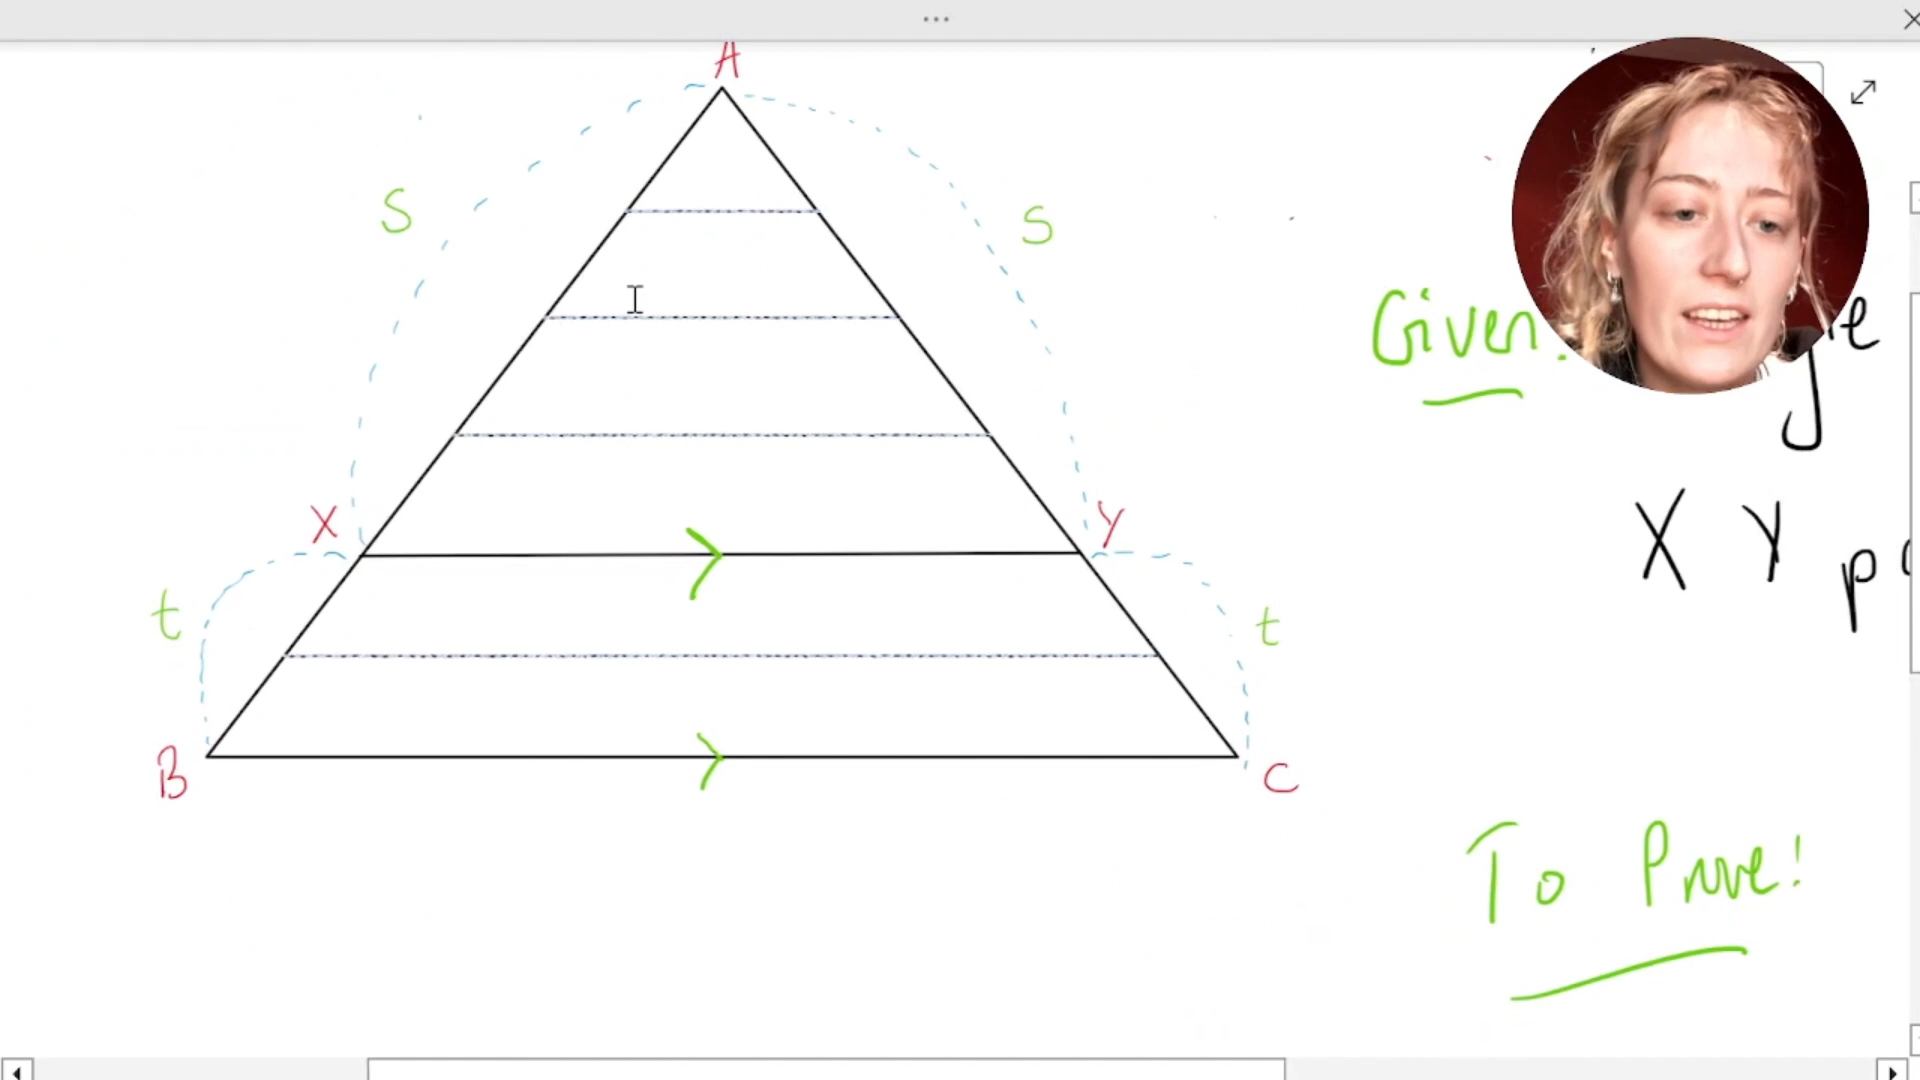 A
S S
Given:
X Y
X Y
t t
B C
To Prove!